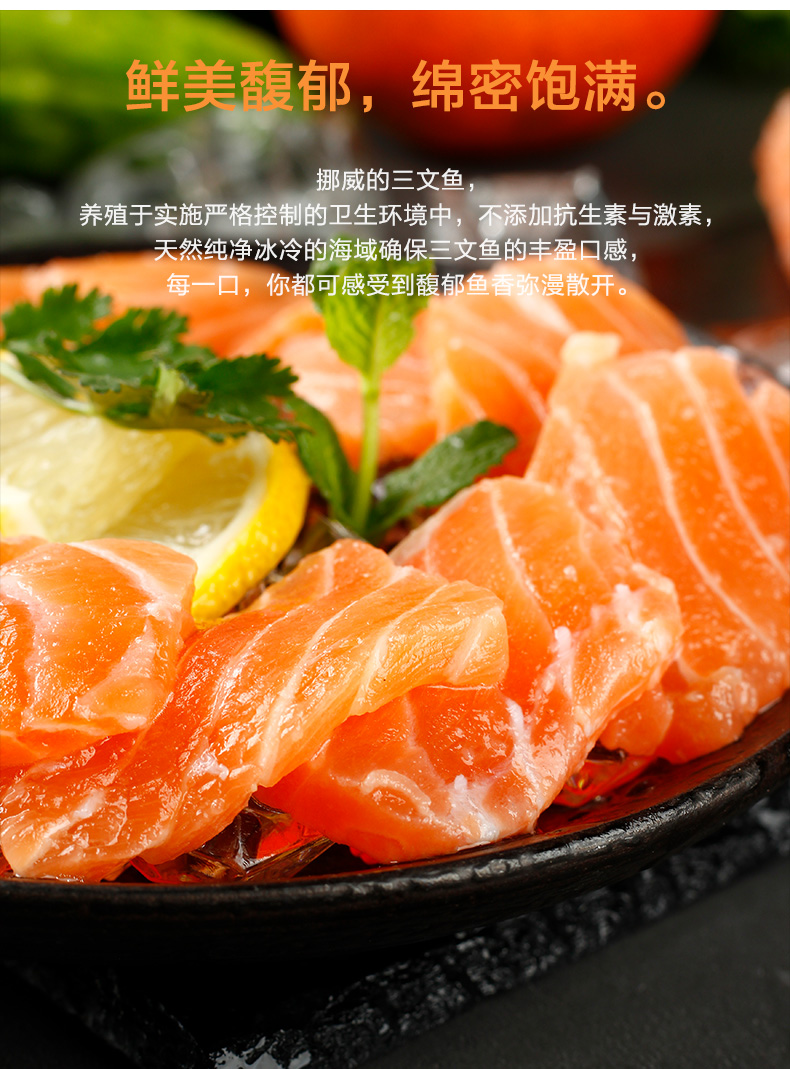 鲜美馥郁，绵密饱满。
挪威的三文鱼，
养殖于实施严格控制的卫生环境中，不添加抗生素与激素，
天然纯净冰冷的海域确保三文鱼的丰盈口感，
每一口，你都可感受到馥郁鱼香弥漫散开。